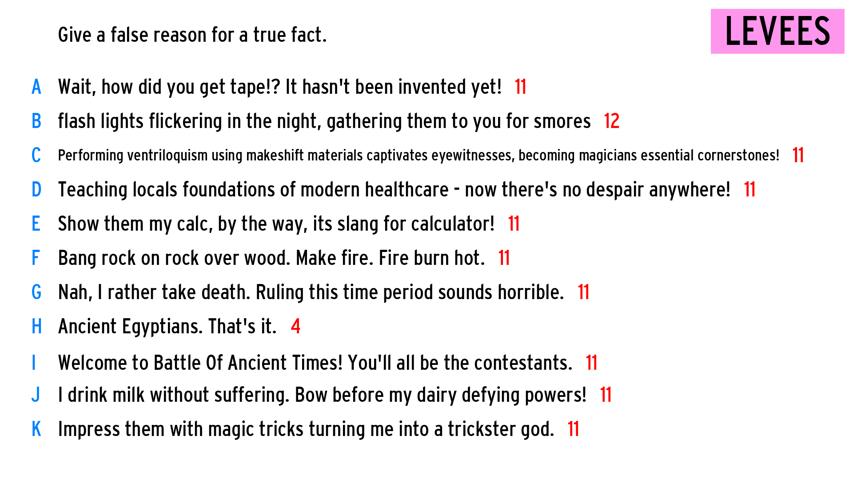 Give a false reason for a true fact.
LEVEES
A Wait, how did you get tape!? It hasn't been invented yet! 11
B flash lights flickering in the night, gathering them to you for smores 12
C Performing ventriloquism using makeshift materials captivates eyewitnesses, becoming magicians essential cornerstones! 11
D Teaching locals foundations of modern healthcare - now there's no despair anywhere! 11
E Show them my calc, by the way, its slang for calculator! 11
F Bang rock on rock over wood. Make fire. Fire burn hot. 11
G Nah, I rather take death. Ruling this time period sounds horrible. 11
H Ancient Egyptians. That's it. 4
I Welcome to Battle Of Ancient Times! You'll all be the contestants. 11
J I drink milk without suffering. Bow before my dairy defying powers! 11
K Impress them with magic tricks turning me into a trickster god. 11